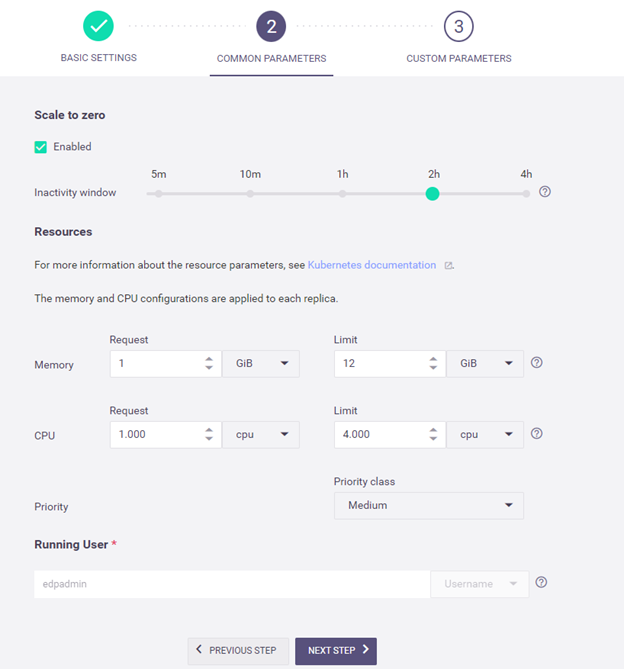 2
3
BASIC SETTINGS
COMMON PARAMETERS
CUSTOM PARAMETERS
Scale to zero
Enabled
5m 10m 1h 2h 4h
Inactivity window
Resources
For more information about the resource parameters, see Kubernetes documentation .
The memory and CPU configurations are applied to each replica.
Request Limit
Memory 1 GiB 12 GiB
Request Limit
CPU 1.000 cpu 4.000 cpu
Priority class
Priority Medium
Running User *
edpadmin Username
PREVIOUS STEP NEXT STEP